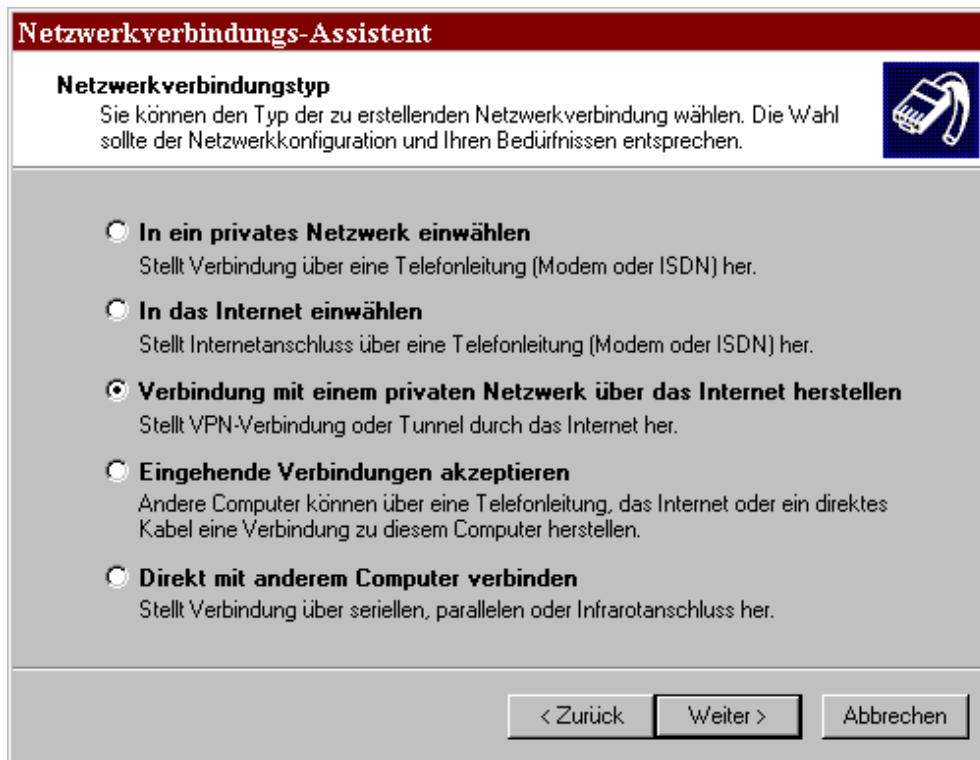 Netzwerkverbindungs-Assistent
Netzwerkverbindungstyp
Sie können den Typ der zu erstellenden Netzwerkverbindung wählen. Die Wahl
sollte der Netzwerkkonfiguration und Ihren Bedürfnissen entsprechen.
In ein privates Netzwerk einwählen
Stellt Verbindung über eine Telefonleitung (Modem oder ISDN) her.
In das Internet einwählen
Stellt Internetanschluss über eine Telefonleitung (Modem oder ISDN) her.
Verbindung mit einem privaten Netzwerk über das Internet herstellen
Stellt VPN-Verbindung oder Tunnel durch das Internet her.
Eingehende Verbindungen akzeptieren
Andere Computer können über eine Telefonleitung, das Internet oder ein direktes
Kabel eine Verbindung zu diesem Computer herstellen.
Direkt mit anderem Computer verbinden
Stellt Verbindung über seriellen, parallelen oder Infrarotanschluss her.
< Zurück Weiter > Abbrechen